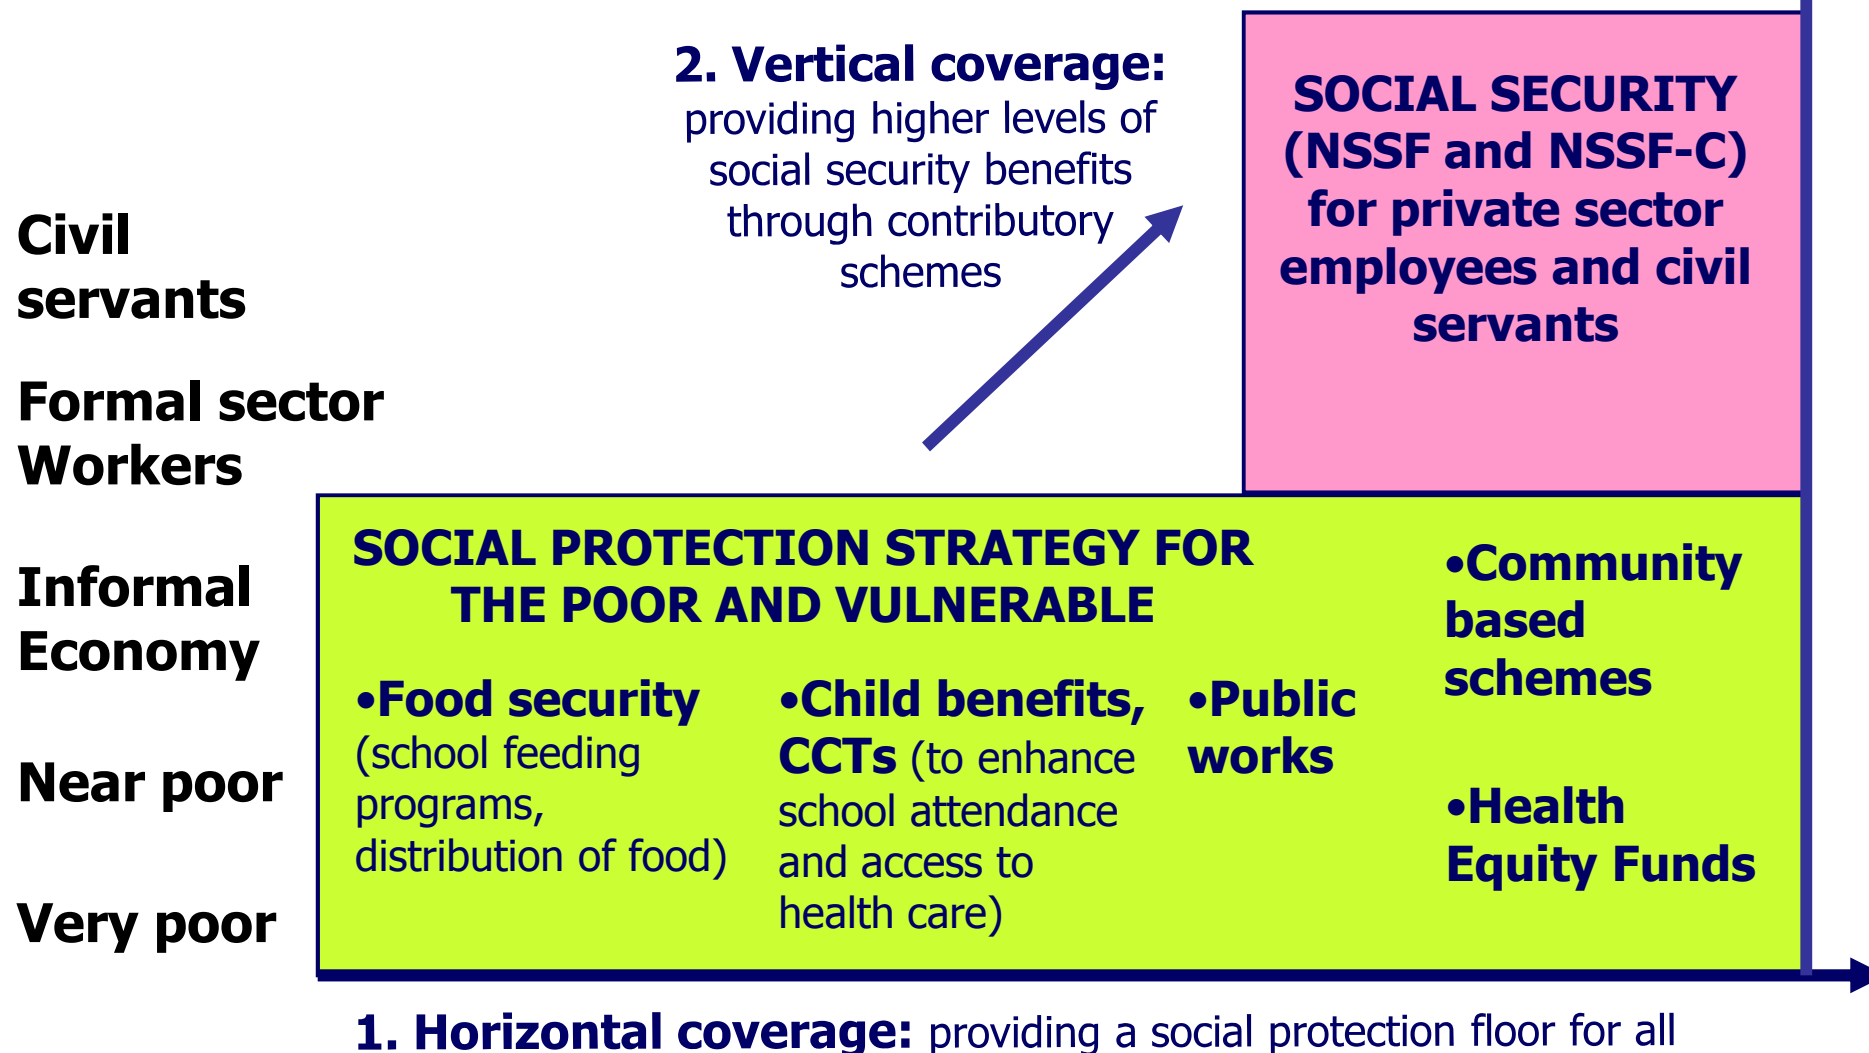 2. Vertical coverage:
providing higher levels of
social security benefits
through contributory
schemes
SOCIAL SECURITY
(NSSF and NSSF-C)
for private sector
employees and civil
servants
Civil
servants
Formal sector
Workers
Informal
Economy
Near poor
Very poor
SOCIAL PROTECTION STRATEGY FOR
THE POOR AND VULNERABLE
•Food security
(school feeding
programs,
distribution of food)
•Child benefits,
CCTs (to enhance
school attendance
and access to
health care)
•Public
works
•Community
based
schemes
•Health
Equity Funds
1. Horizontal coverage: providing a social protection floor for all